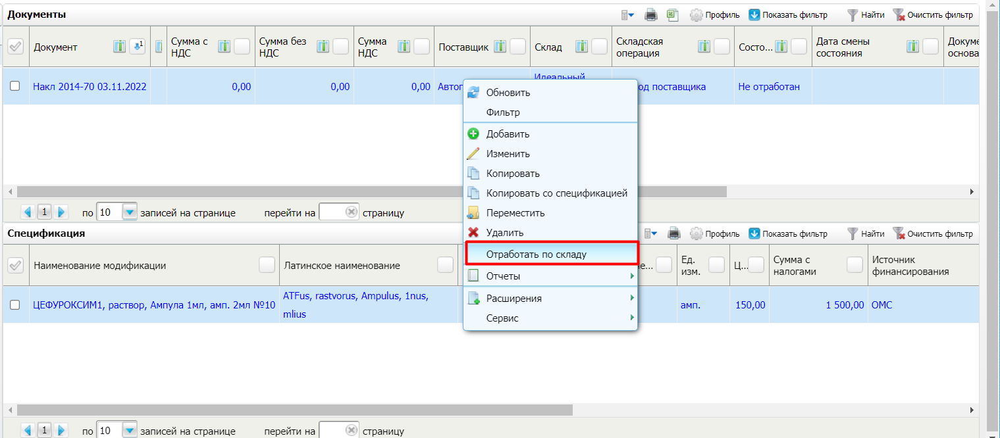 Документы
Профиль Показать фильтр Найти Очистить фильтр
Документ 1 Сумма с НДС Сумма без НДС Сумма НДС Поставщик Склад Складская операция Состо... Дата смены состояния
Накл 2014-70 03.11.2022 0,00 0,00 0,00 Идеальный поставщика Не отработан
Обновить
Фильтр
Добавить
Изменить
Копировать
Копировать со спецификацией
Переместить
Удалить
Отработать по складу
Отчеты
Расширения
Сервис
1 по 10 записей на странице перейти на страницу
Спецификация
Профиль Показать фильтр Найти Очистить фильтр
Наименование модификации Латинское наименование Ед. изм. Ц... Сумма с налогами Источник финансирования
ЦЕФУРОКСИМ1, раствор, Ампула 1мл, амп. 2мл №10 ATFus, rastvorus, Ampulus, 1nus, mlius амп. 150,00 1 500,00 ОМС
1 по 10 записей на странице перейти на страницу